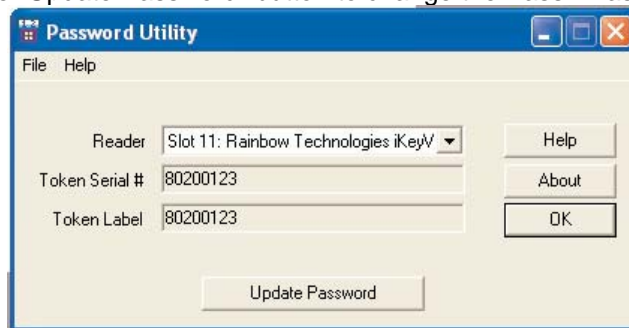 Password Utility
File Help
Reader Slot 11: Rainbow Technologies iKeyV Help
Token Serial # 80200123 About
Token Label 80200123 OK
Update Password